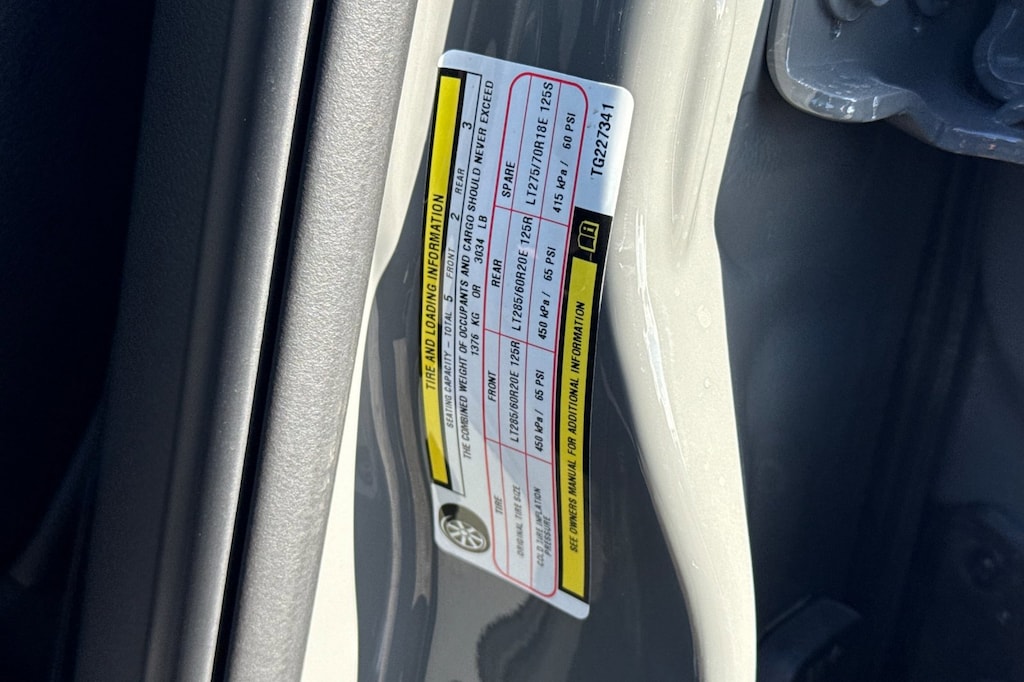 TIRE AND LOADING INFORMATION
SEATING CAPACITY - TOTAL 5 FRONT 2 REAR 3
THE COMBINED WEIGHT OF OCCUPANTS AND CARGO SHOULD NEVER EXCEED
1376 KG OR 3034 LB
TIRE FRONT REAR SPARE
ORIGINAL TIRE SIZE LT285/60R20E 125R LT285/60R20E 125R LT275/70R18E 125S
COLD TIRE INFLATION PRESSURE 450 kPa / 65 PSI 450 kPa / 65 PSI 415 kPa / 60 PSI
SEE OWNERS MANUAL FOR ADDITIONAL INFORMATION
TG227341